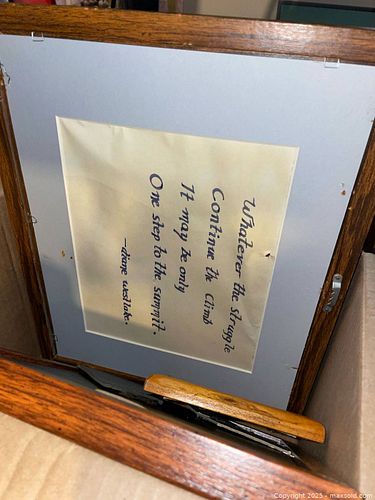 Whatever the struggle
Continue the Climb
It may be only
One step to the summit.
—diane westlake.
Copyright 2025 - maxsold.com